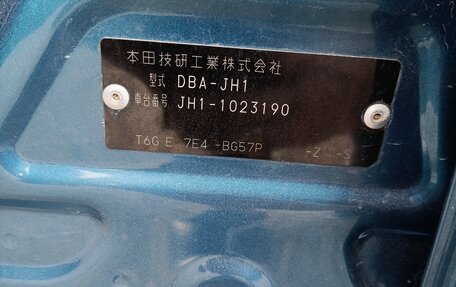 本田技研工業株式会社
型式 DBA-JH1
車台番号 JH1-1023190
T6G E 7E4 -BG57P -Z -S